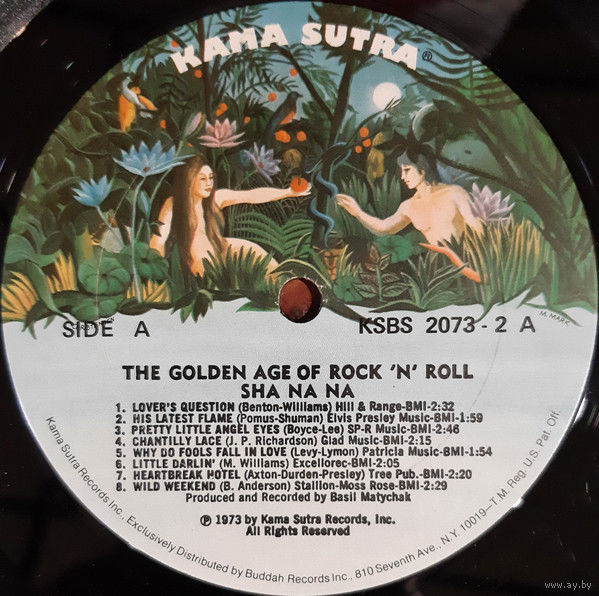 KAMA SUTRA®
M. MARK
SIDE A
KSBS 2073-2 A
THE GOLDEN AGE OF ROCK 'N' ROLL
SHA NA NA
1. LOVER'S QUESTION (Benton-Williams) Hill & Range-BMI-2:32
2. HIS LATEST FLAME (Pomus-Shuman) Elvis Presley Music-BMI-1:59
3. PRETTY LITTLE ANGEL EYES (Boyce-Lee) SP-R Music-BMI-2:46
4. CHANTILLY LACE (J. P. Richardson) Glad Music-BMI-2:15
5. WHY DO FOOLS FALL IN LOVE (Levy-Lymon) Patricia Music-BMI-1:54
6. LITTLE DARLIN' (M. Williams) Excellorec-BMI-2:05
7. HEARTBREAK HOTEL (Axton-Durden-Presley) Tree Pub.-BMI-2:20
8. WILD WEEKEND (B. Anderson) Stallion-Moss Rose-BMI-2:29
Produced and Recorded by Basil Matychak
℗ 1973 by Kama Sutra Records, Inc.
All Rights Reserved
Kama Sutra Records Inc., Exclusively Distributed by Buddah Records Inc., 810 Seventh Ave., N.Y. 10019–T.M. Reg. U.S. Pat. Off.
www.ay.by